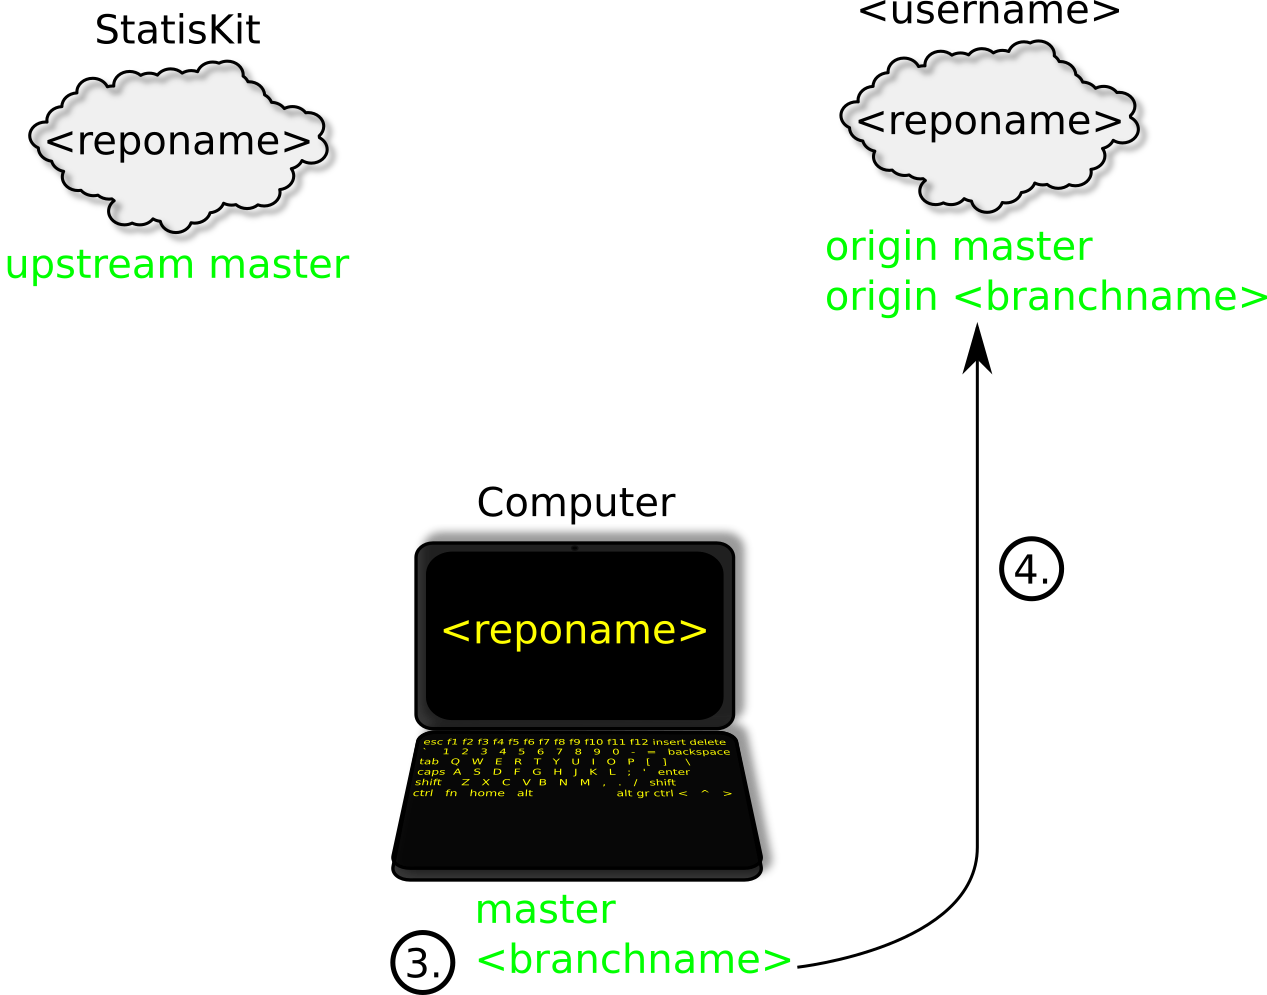 StatisKit
<reponame>
upstream master
<username>
<reponame>
origin master
origin <branchname>
Computer
<reponame>
esc f1 f2 f3 f4 f5 f6 f7 f8 f9 f10 f11 f12 insert delete
` 1 2 3 4 5 6 7 8 9 0 - = backspace
tab Q W E R T Y U I O P [ ] \
caps A S D F G H J K L ; ' enter
shift Z X C V B N M , . / shift
ctrl fn home alt alt gr ctrl < ^ >
4.
master
3.
<branchname>